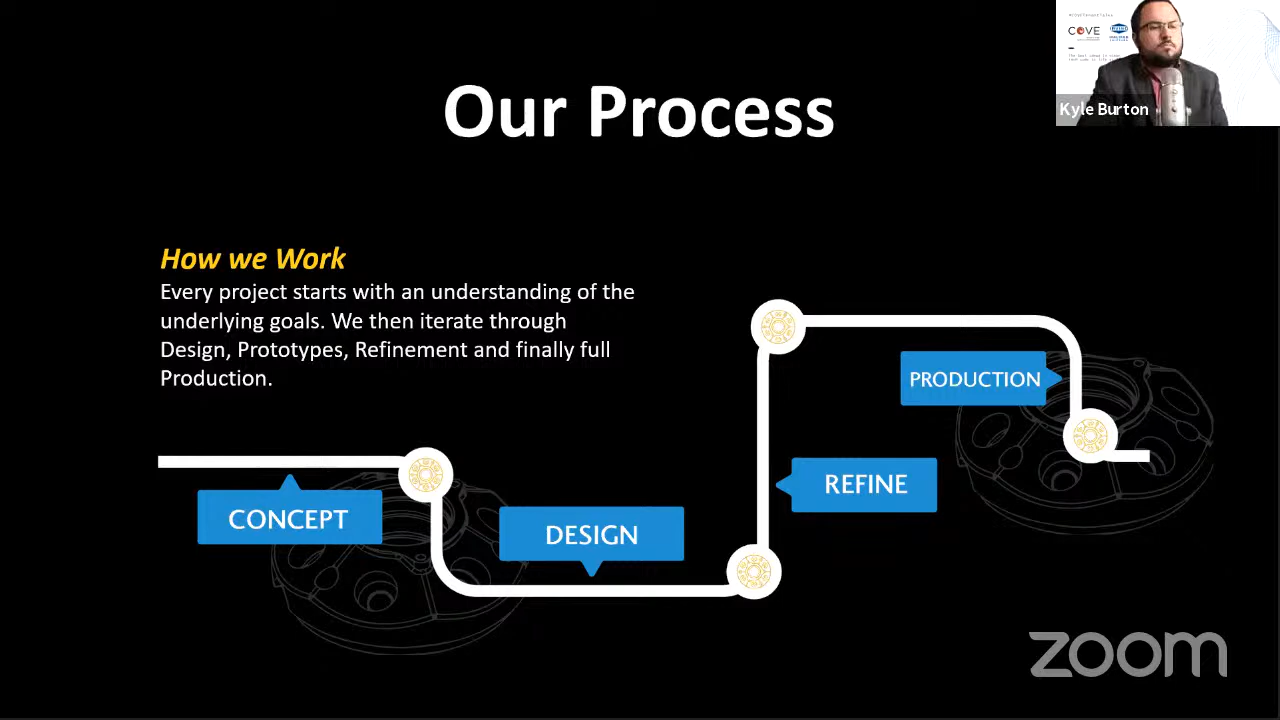 Our Process
COVE
Kyle Burton
How we Work
Every project starts with an understanding of the
underlying goals. We then iterate through
Design, Prototypes, Refinement and finally full
Production.
PRODUCTION
REFINE
CONCEPT
DESIGN
zoom